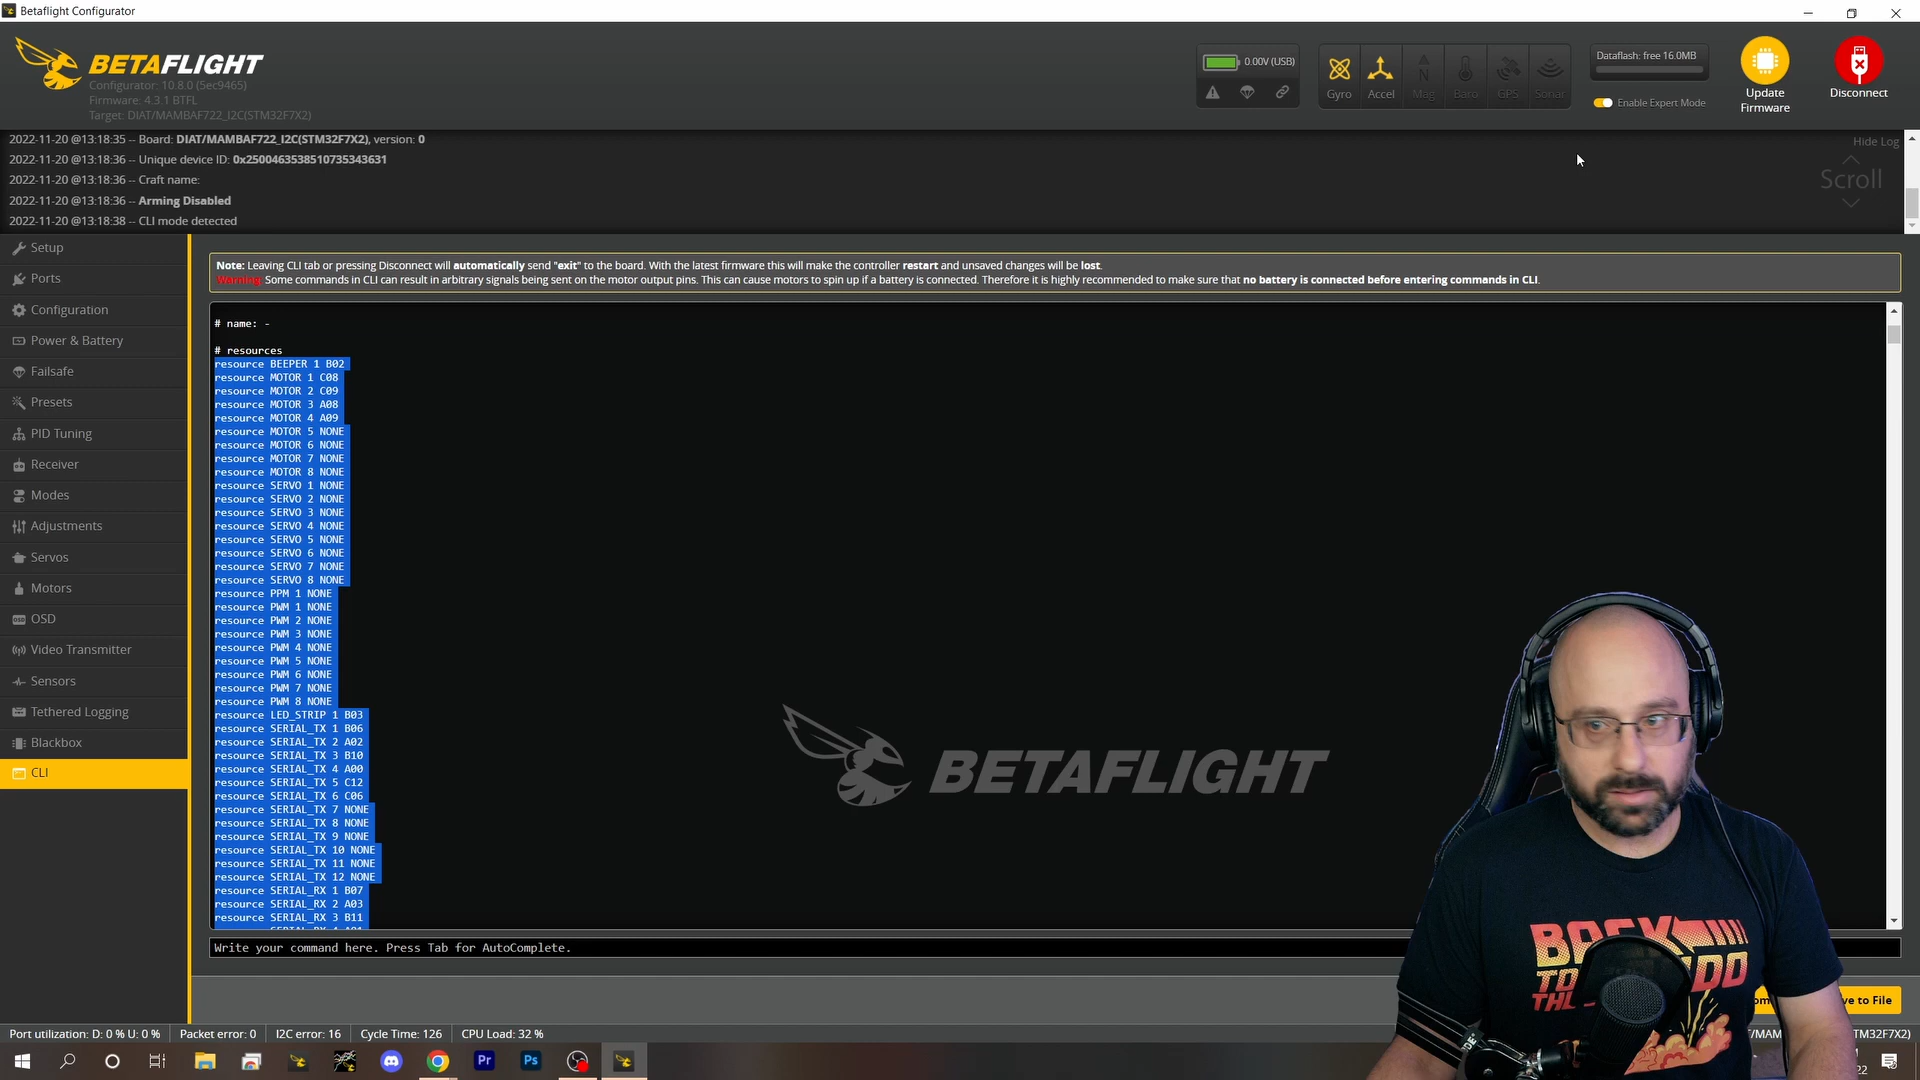 Betaflight Configurator
BETAFLIGHT
Configurator: 10.8.0 (5ec9465)
Firmware: 4.3.1 BTFL
Target: DIAT/MAMBAF722_I2C(STM32F7X2)
0.00V (USB)
Gyro
Accel
Mag
Baro
GPS
Sonar
Dataflash: free 16.0MB
Enable Expert Mode
Update
Firmware
Disconnect
2022-11-20 @13:18:35 -- Board: DIAT/MAMBAF722_I2C(STM32F7X2), version: 0
2022-11-20 @13:18:36 -- Unique device ID: 0x2500463538510735343631
2022-11-20 @13:18:36 -- Craft name:
2022-11-20 @13:18:36 -- Arming Disabled
2022-11-20 @13:18:38 -- CLI mode detected
Hide Log
Scroll
Setup
Ports
Configuration
Power & Battery
Failsafe
Presets
PID Tuning
Receiver
Modes
Adjustments
Servos
Motors
OSD
Video Transmitter
Sensors
Tethered Logging
Blackbox
CLI
Note: Leaving CLI tab or pressing Disconnect will automatically send "exit" to the board. With the latest firmware this will make the controller restart and unsaved changes will be lost.
Warning: Some commands in CLI can result in arbitrary signals being sent on the motor output pins. This can cause motors to spin up if a battery is connected. Therefore it is highly recommended to make sure that no battery is connected before entering commands in CLI.
# name: -
# resources
resource BEEPER 1 B02
resource MOTOR 1 C08
resource MOTOR 2 C09
resource MOTOR 3 A08
resource MOTOR 4 A09
resource MOTOR 5 NONE
resource MOTOR 6 NONE
resource MOTOR 7 NONE
resource MOTOR 8 NONE
resource SERVO 1 NONE
resource SERVO 2 NONE
resource SERVO 3 NONE
resource SERVO 4 NONE
resource SERVO 5 NONE
resource SERVO 6 NONE
resource SERVO 7 NONE
resource SERVO 8 NONE
resource PPM 1 NONE
resource PWM 1 NONE
resource PWM 2 NONE
resource PWM 3 NONE
resource PWM 4 NONE
resource PWM 5 NONE
resource PWM 6 NONE
resource PWM 7 NONE
resource PWM 8 NONE
resource LED_STRIP 1 B03
resource SERIAL_TX 1 B06
resource SERIAL_TX 2 A02
resource SERIAL_TX 3 B10
resource SERIAL_TX 4 A00
resource SERIAL_TX 5 C12
resource SERIAL_TX 6 C06
resource SERIAL_TX 7 NONE
resource SERIAL_TX 8 NONE
resource SERIAL_TX 9 NONE
resource SERIAL_TX 10 NONE
resource SERIAL_TX 11 NONE
resource SERIAL_TX 12 NONE
resource SERIAL_RX 1 B07
resource SERIAL_RX 2 A03
resource SERIAL_RX 3 B11
BETAFLIGHT
Write your command here. Press Tab for AutoComplete.
BACK
TO
to File
Port utilization: D: 0 % U: 0 %
Packet error: 0
I2C error: 16
Cycle Time: 126
CPU Load: 32 %
STM32F7X2)
Pr
Ps